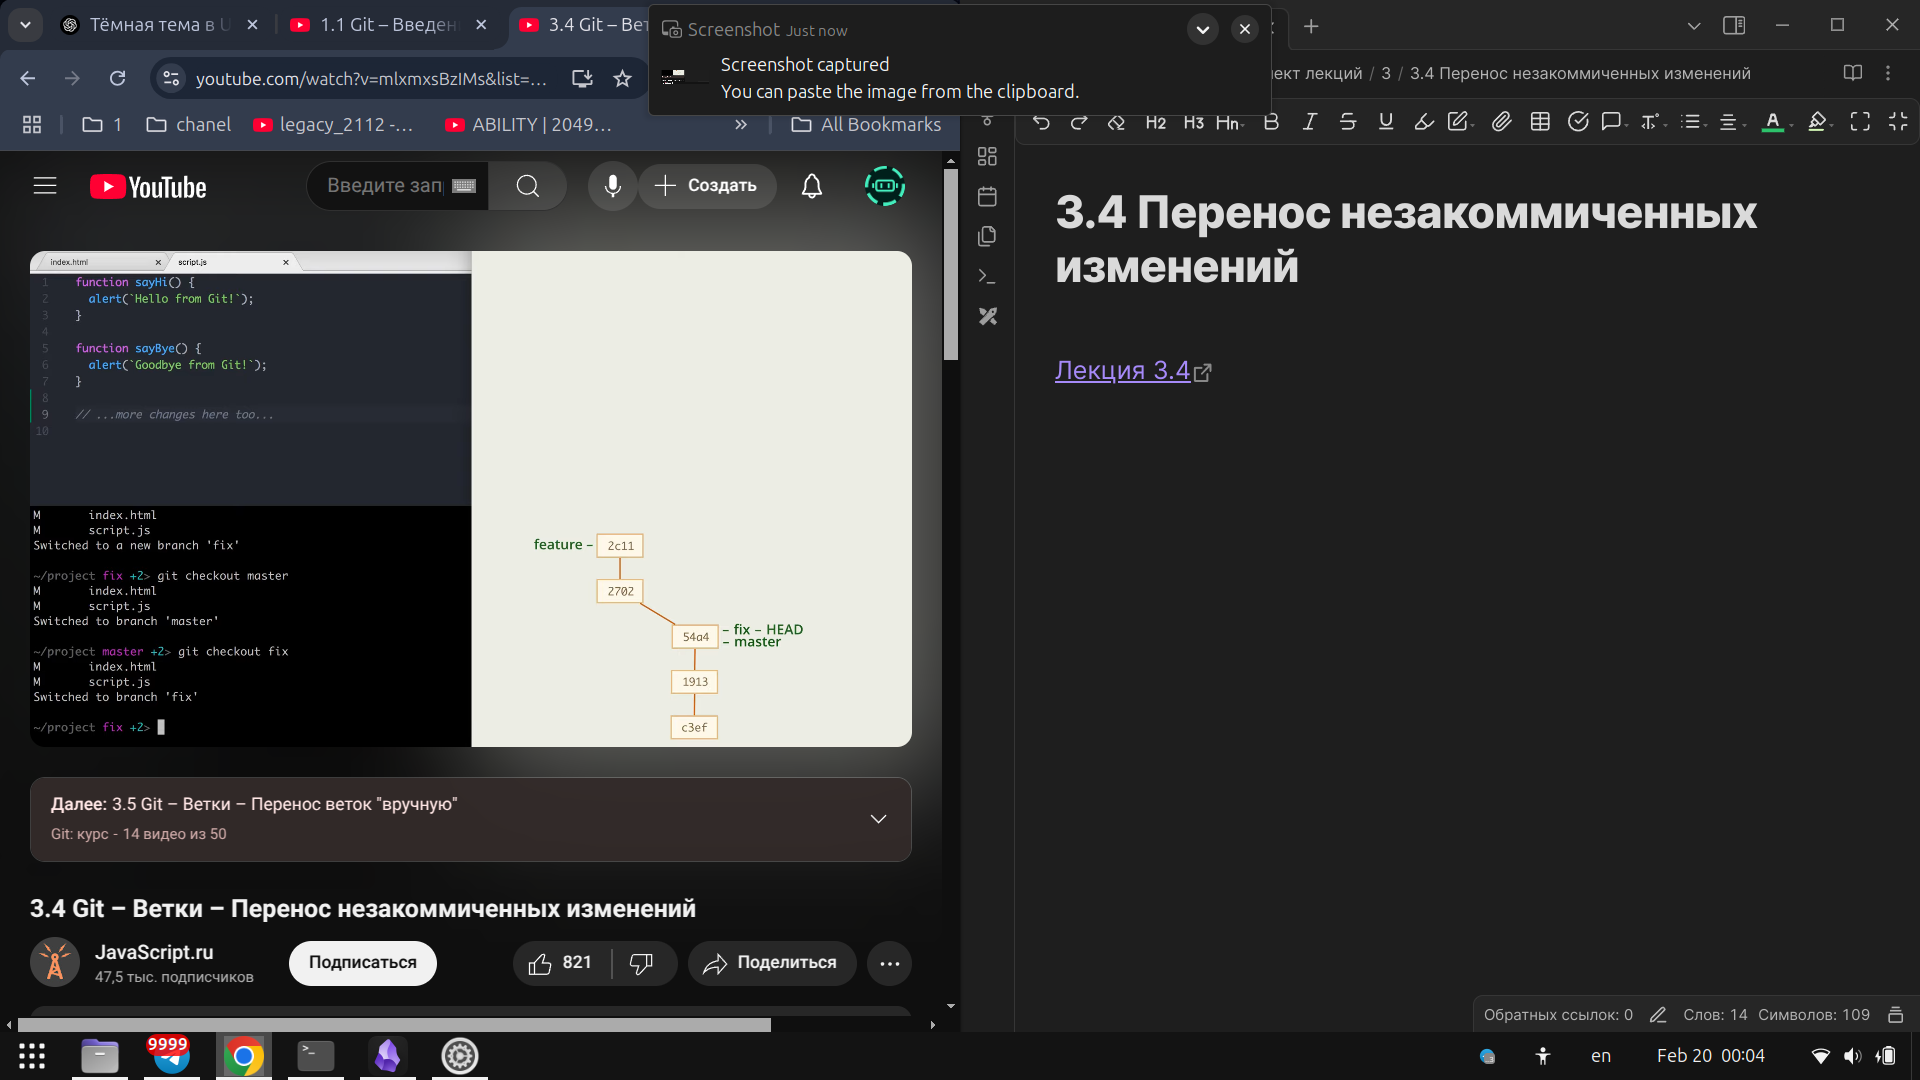 Тёмная тема в U
1.1 Git – Введен
3.4 Git – Ве
Screenshot Just now
Screenshot captured
You can paste the image from the clipboard.
youtube.com/watch?v=mlxmxsBzIMs&list=...
1
chanel
legacy_2112 -...
ABILITY | 2049...
»
All Bookmarks
YouTube
Введите зап
Создать
index.html
script.js
1 function sayHi() {
2 alert(`Hello from Git!`);
3 }
4
5 function sayBye() {
6 alert(`Goodbye from Git!`);
7 }
8
9 // ...more changes here too...
10
M index.html
M script.js
Switched to a new branch 'fix'
~/project fix +2> git checkout master
M index.html
M script.js
Switched to branch 'master'
~/project master +2> git checkout fix
M index.html
M script.js
Switched to branch 'fix'
~/project fix +2>
feature – 2c11
2702
54a4 – fix – HEAD
– master
1913
c3ef
Далее: 3.5 Git – Ветки – Перенос веток "вручную"
Git: курс - 14 видео из 50
3.4 Git – Ветки – Перенос незакоммиченных изменений
JavaScript.ru
47,5 тыс. подписчиков
Подписаться
821
Поделиться
ект лекций / 3 / 3.4 Перенос незакоммиченных изменений
H2 H3 Hn B I S U A
3.4 Перенос незакоммиченных
изменений
Лекция 3.4
Обратных ссылок: 0 Слов: 14 Символов: 109
9999
en
Feb 20 00:04